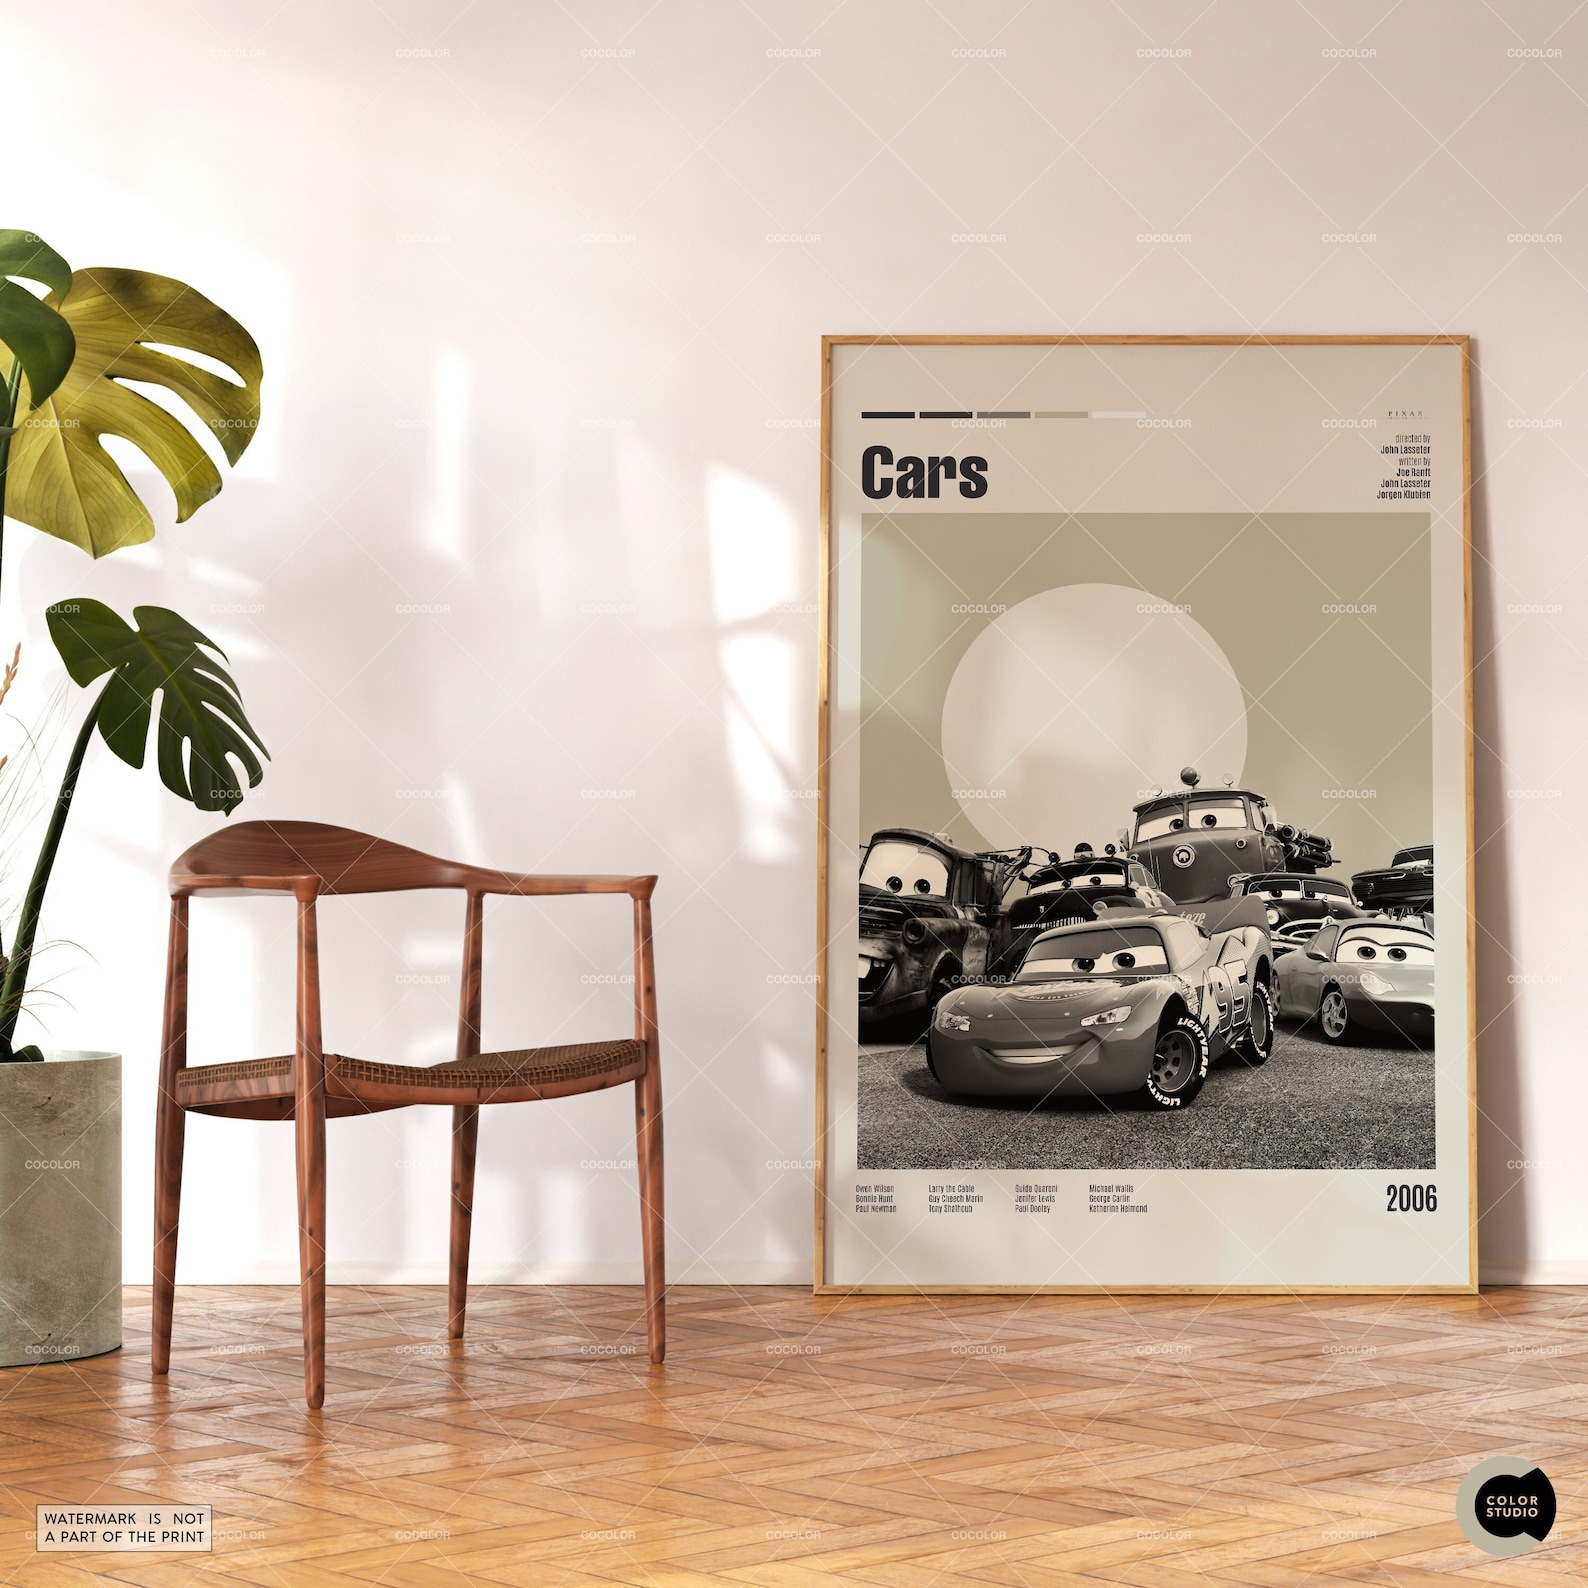 PIXAR
directed by
John Lasseter
written by
Joe Ranft
John Lasseter
Jorgen Klubien
Cars
95
LIGHTYEAR
LIGHTY
Owen Wilson
Bonnie Hunt
Paul Newman
Larry the Cable
Guy Cheech Marin
Tony Shalhoub
Guido Quaroni
Jenifer Lewis
Paul Dooley
Michael Wallis
George Carlin
Katherine Helmond
2006
WATERMARK IS NOT
A PART OF THE PRINT
COLOR
STUDIO
COCOLOR